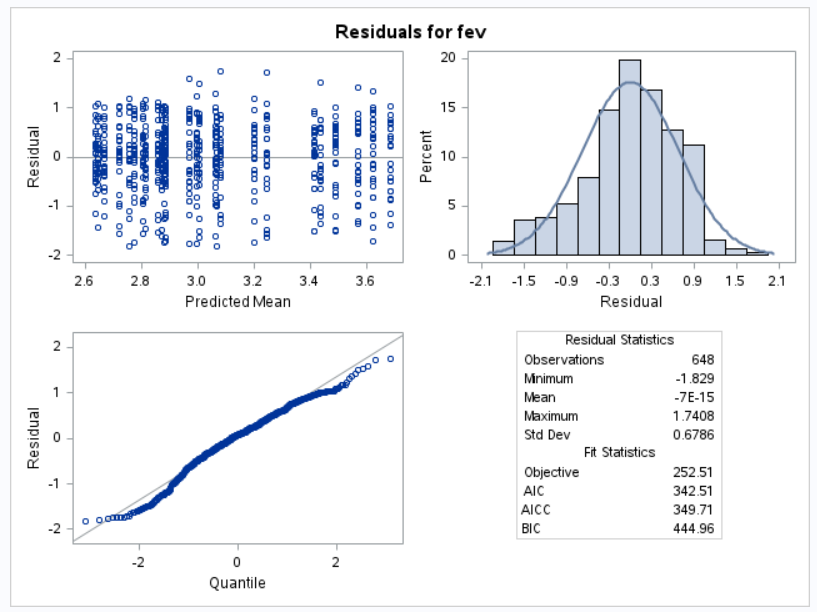 Residuals for fev
2
1
0
-1
-2
Residual
2.6 2.8 3.0 3.2 3.4 3.6
Predicted Mean
20
15
10
5
0
Percent
-2.1 -1.5 -0.9 -0.3 0.3 0.9 1.5 2.1
Residual
2
1
0
-1
-2
Residual
-2 0 2
Quantile
Residual Statistics
Observations 648
Minimum -1.829
Mean -7E-15
Maximum 1.7408
Std Dev 0.6786
Fit Statistics
Objective 252.51
AIC 342.51
AICC 349.71
BIC 444.96